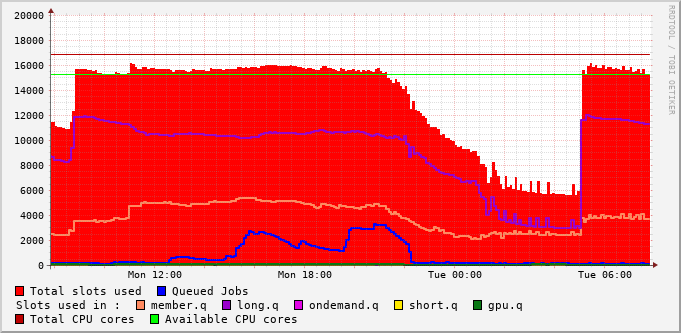 RRDTOOL / TOBI OETIKER
20000
18000
16000
14000
12000
10000
8000
6000
4000
2000
0
Mon 12:00 Mon 18:00 Tue 00:00 Tue 06:00
Total slots used Queued Jobs
Slots used in : member.q long.q ondemand.q short.q gpu.q
Total CPU cores Available CPU cores